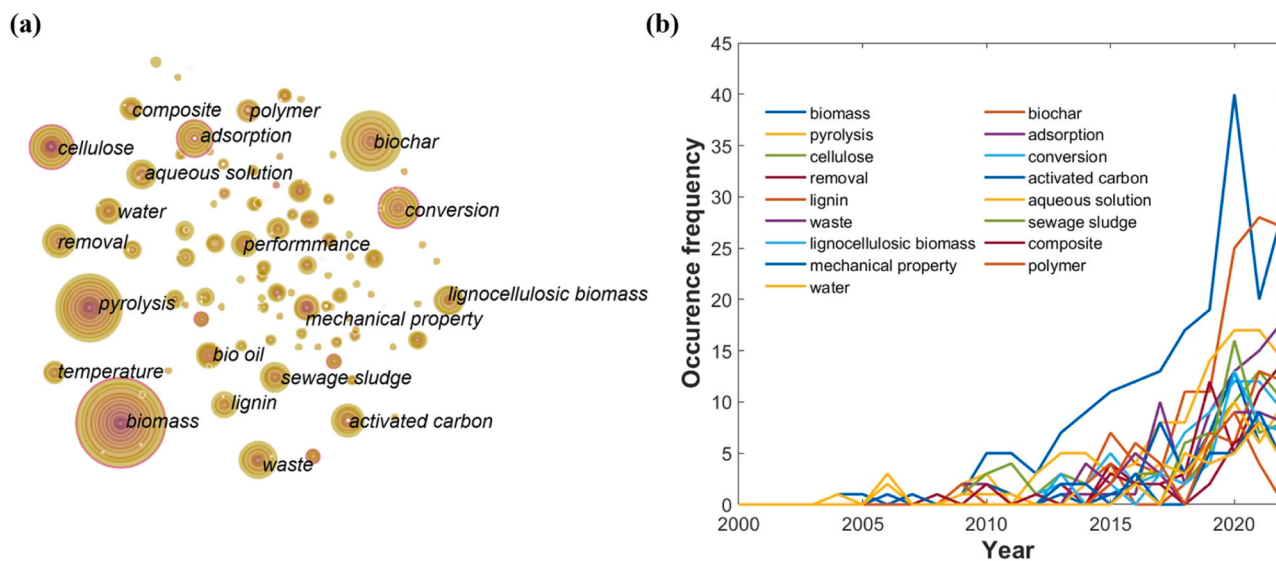 (a)
composite
polymer
cellulose
adsorption
biochar
aqueous solution
water
conversion
removal
performmance
pyrolysis
lignocellulosic biomass
mechanical property
bio oil
temperature
sewage sludge
lignin
biomass
activated carbon
waste
(b)
45
40
35
30
25
20
15
10
5
0
Occurence frequency
biomass
pyrolysis
cellulose
removal
lignin
waste
lignocellulosic biomass
mechanical property
water
biochar
adsorption
conversion
activated carbon
aqueous solution
sewage sludge
composite
polymer
2000 2005 2010 2015 2020
Year